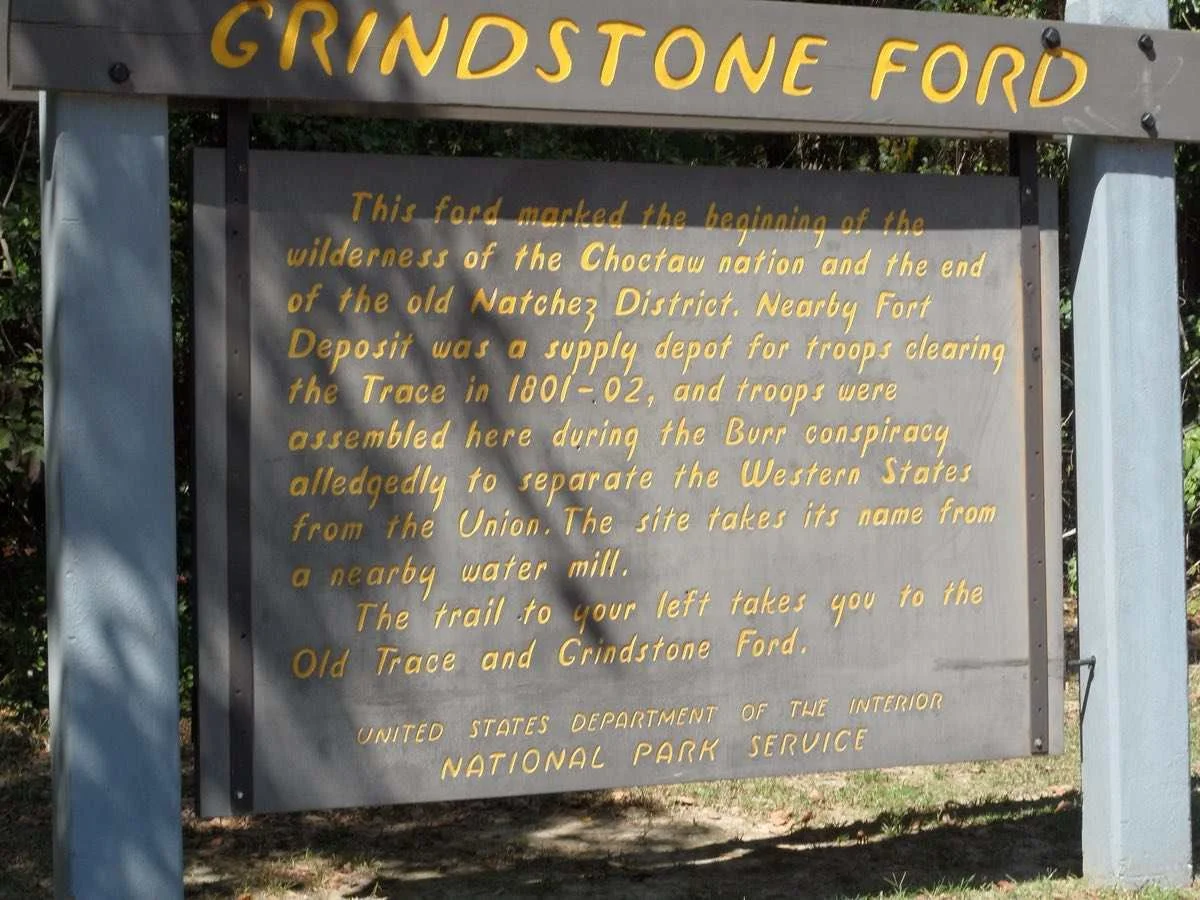 GRINDSTONE FORD
This ford marked the beginning of the
wilderness of the Choctaw nation and the end
of the old Natchez District. Nearby Fort
Deposit was a supply depot for troops clearing
the Trace in 1801-02, and troops were
assembled here during the Burr conspiracy
alledgedly to separate the Western States
from the Union. The site takes its name from
a nearby water mill.
The trail to your left takes you to the
Old Trace and Grindstone Ford.
UNITED STATES DEPARTMENT OF THE INTERIOR
NATIONAL PARK SERVICE